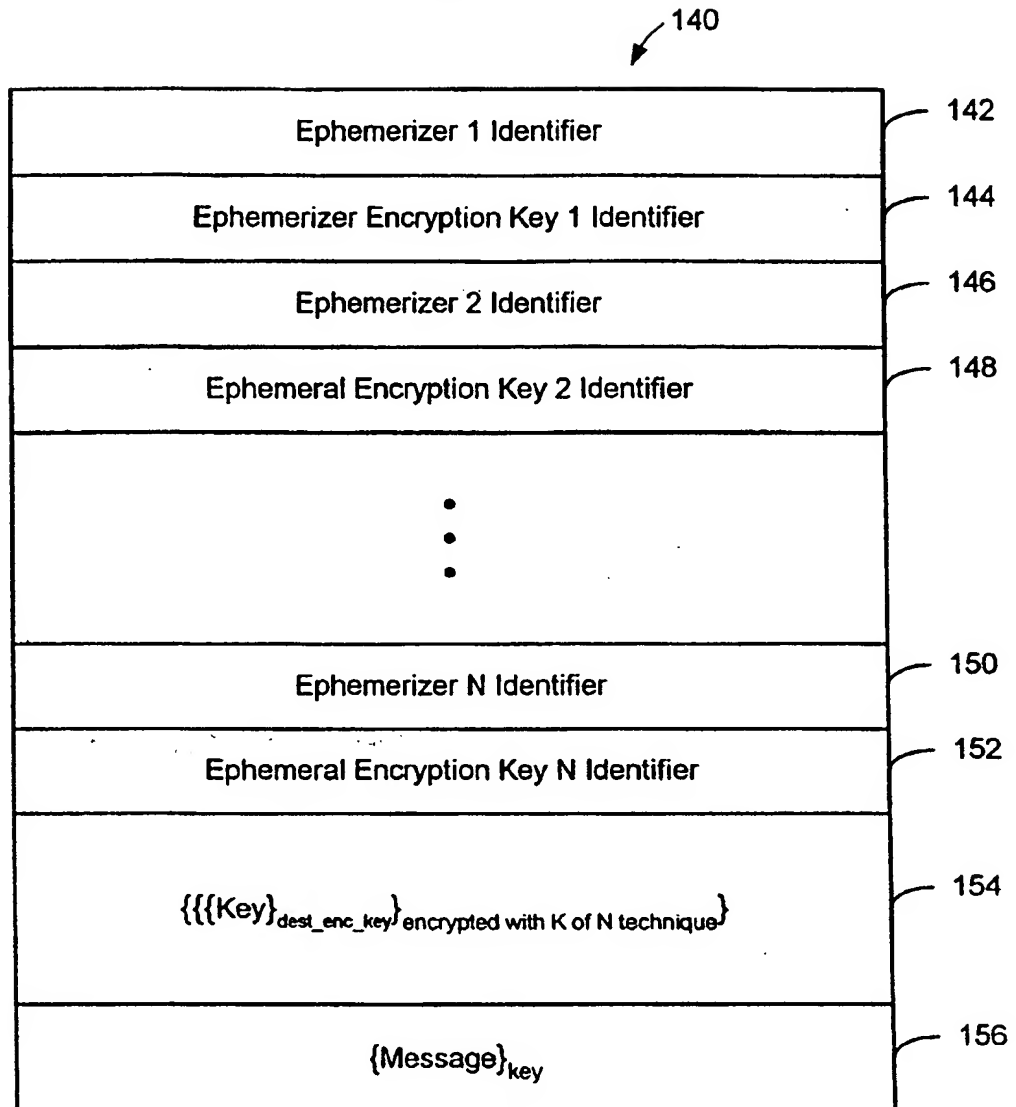 140
Ephemerizer 1 Identifier 142
Ephemerizer Encryption Key 1 Identifier 144
Ephemerizer 2 Identifier 146
Ephemeral Encryption Key 2 Identifier 148
Ephemerizer N Identifier 150
Ephemeral Encryption Key N Identifier 152
{{{Key}dest_enc_key}encrypted with K of N technique} 154
{Message}key 156